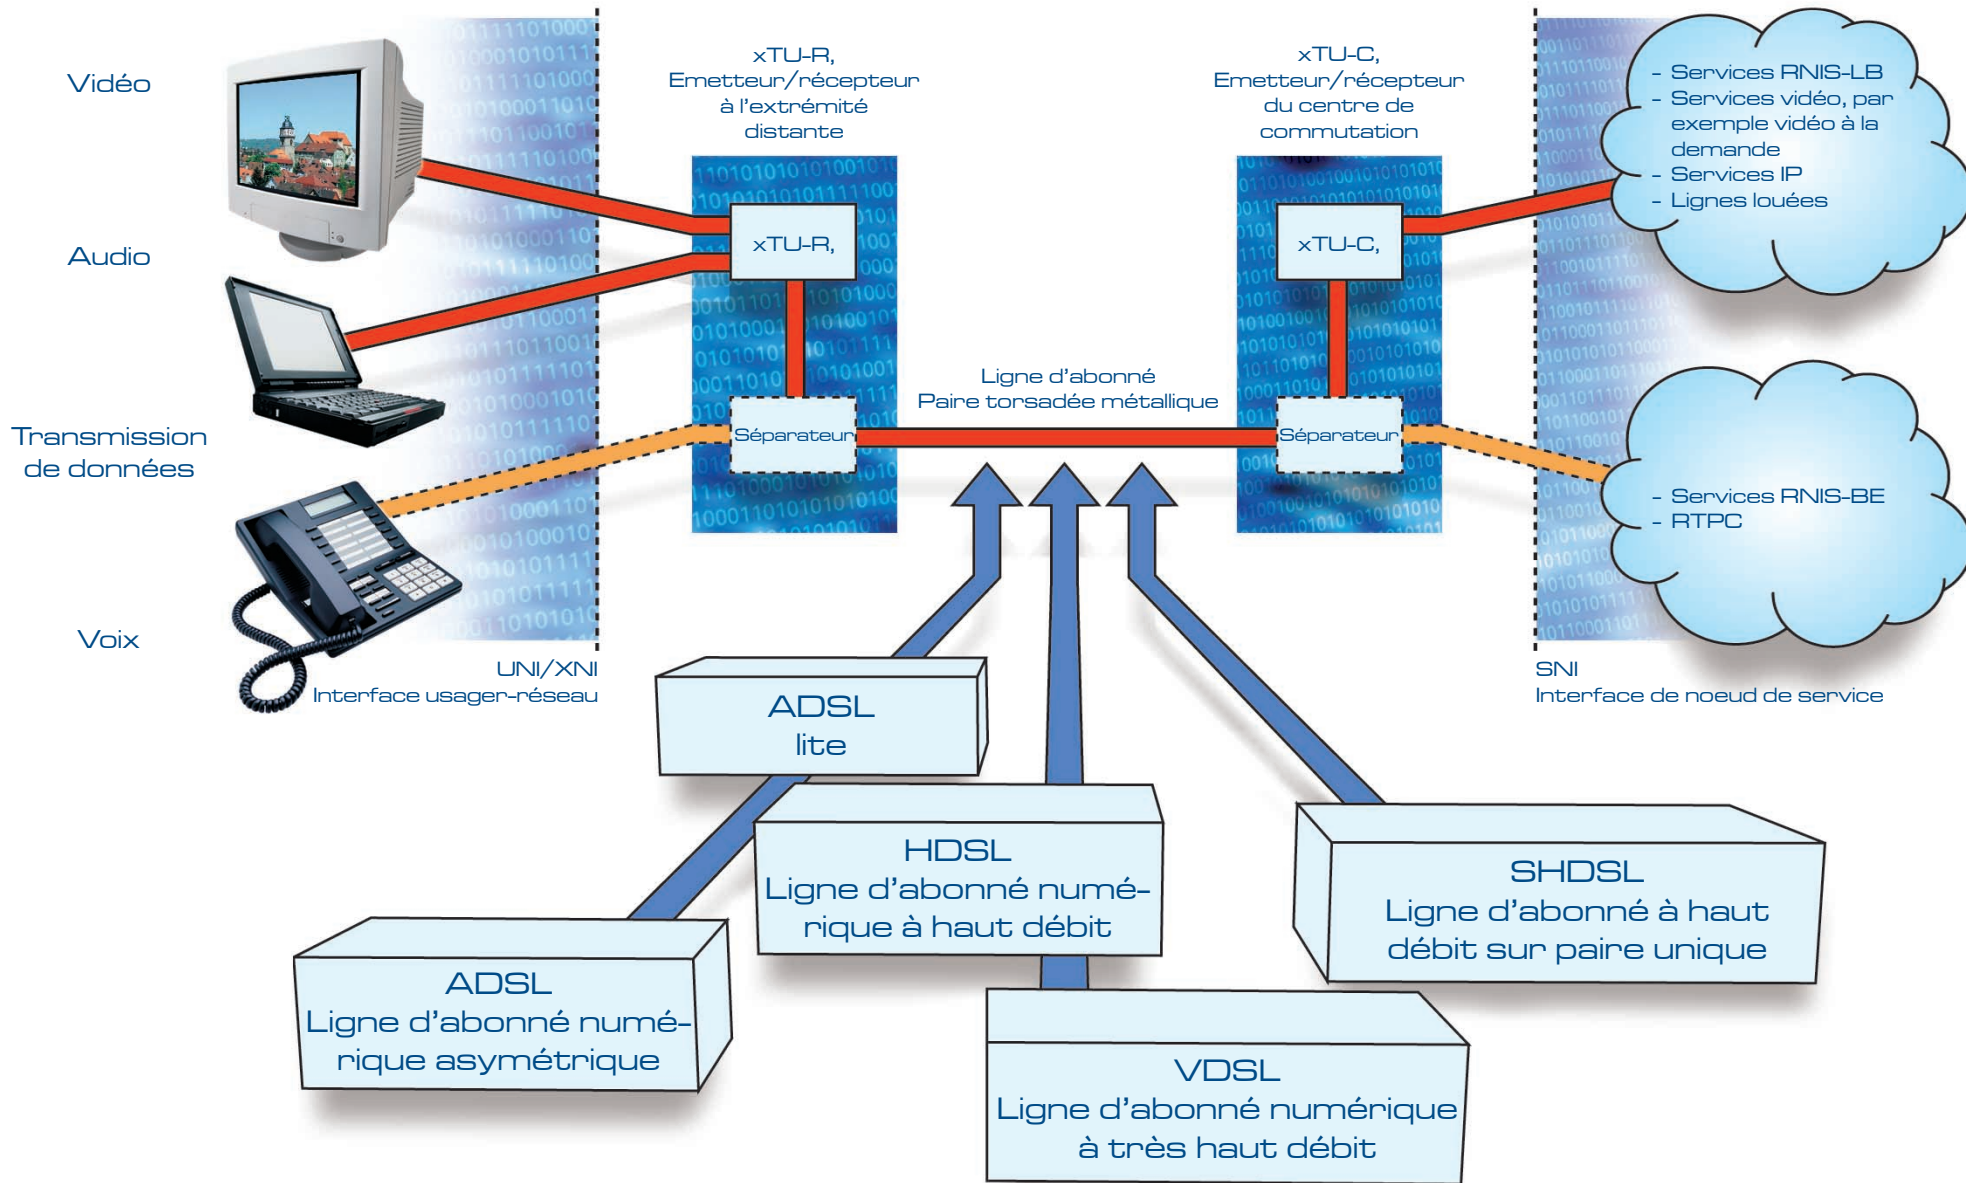 Vidéo
Audio
Transmission
de données
Voix
UNI/XNI
Interface usager-réseau
xTU-R,
Emetteur/récepteur
à l'extrémité
distante
xTU-R,
Séparateur
Ligne d'abonné
Paire torsadée métallique
xTU-C,
Emetteur/récepteur
du centre de
commutation
xTU-C,
Séparateur
- Services RNIS-LB
- Services vidéo, par
exemple vidéo à la
demande
- Services IP
- Lignes louées
- Services RNIS-BE
- RTPC
SNI
Interface de noeud de service
ADSL
lite
HDSL
Ligne d'abonné numé-
rique à haut débit
SHDSL
Ligne d'abonné à haut
débit sur paire unique
ADSL
Ligne d'abonné numé-
rique asymétrique
VDSL
Ligne d'abonné numérique
à très haut débit